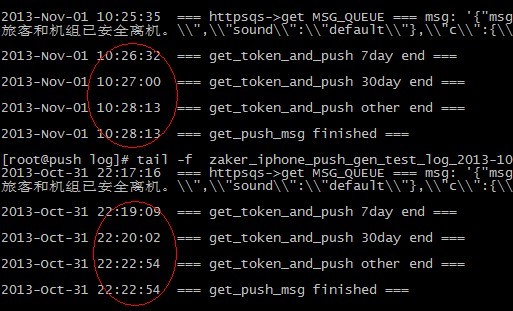 2013-Nov-01 10:25:35  === httpsqs->get MSG_QUEUE === msg: '{"msg
旅客和机组已安全离机。\\",\\"sound\\":\\"default\\"},\\"c\\":{\\
2013-Nov-01 10:26:32  === get_token_and_push 7day end ===
2013-Nov-01 10:27:00  === get_token_and_push 30day end ===
2013-Nov-01 10:28:13  === get_token_and_push other end ===
2013-Nov-01 10:28:13  === get_push_msg finished ===
[root@push log]# tail -f  zaker_iphone_push_gen_test_log_2013-10
2013-Oct-31 22:17:16  === httpsqs->get MSG_QUEUE === msg: '{"msg
旅客和机组已安全离机。\\",\\"sound\\":\\"default\\"},\\"c\\":{\\
2013-Oct-31 22:19:09  === get_token_and_push 7day end ===
2013-Oct-31 22:20:02  === get_token_and_push 30day end ===
2013-Oct-31 22:22:54  === get_token_and_push other end ===
2013-Oct-31 22:22:54  === get_push_msg finished ===